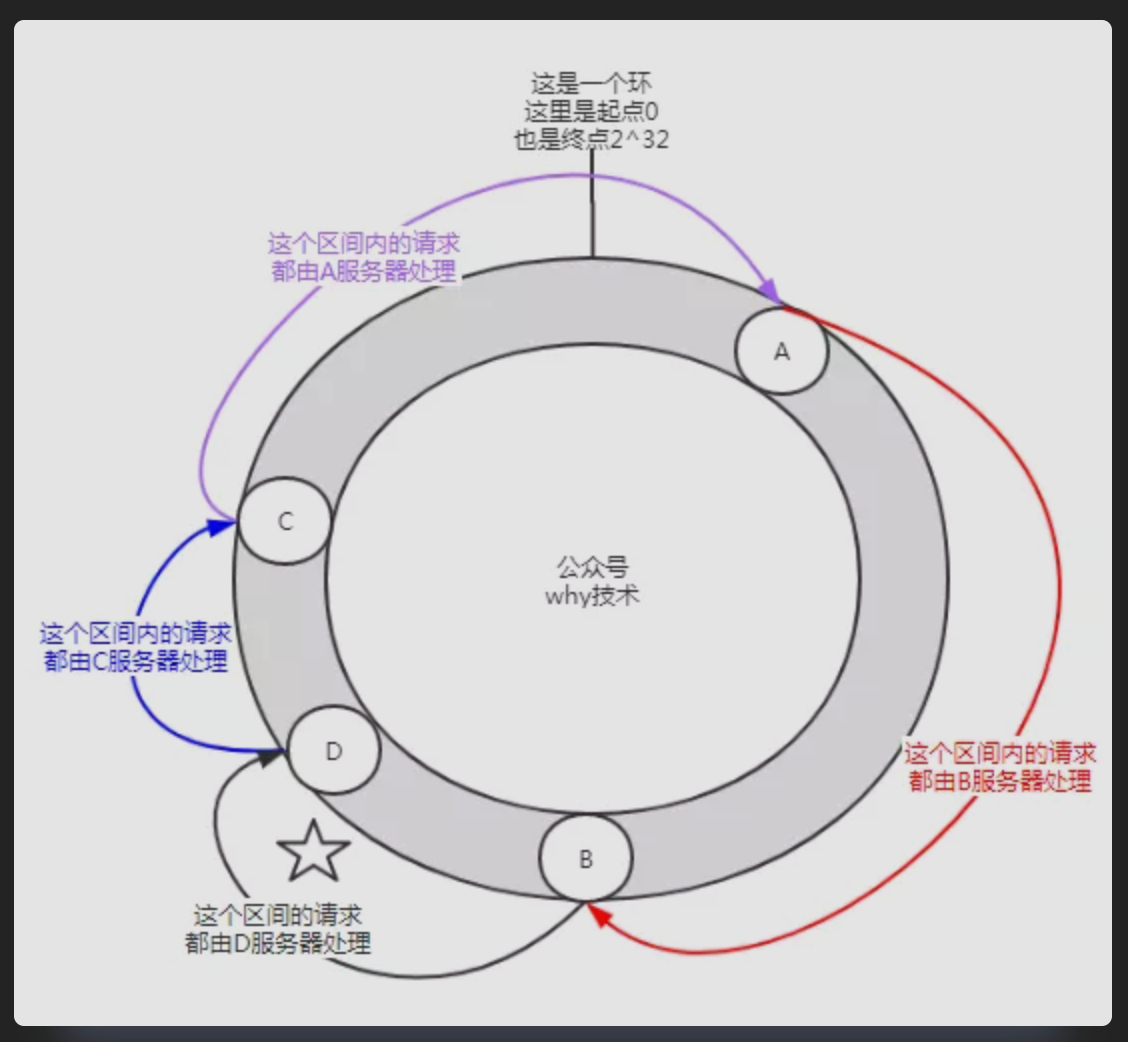 这是一个环
这里是起点0
也是终点2^32
这个区间内的请求
都由A服务器处理
A
C
公众号
why技术
这个区间内的请求
都由C服务器处理
D
这个区间内的请求
都由B服务器处理
B
这个区间的请求
都由D服务器处理